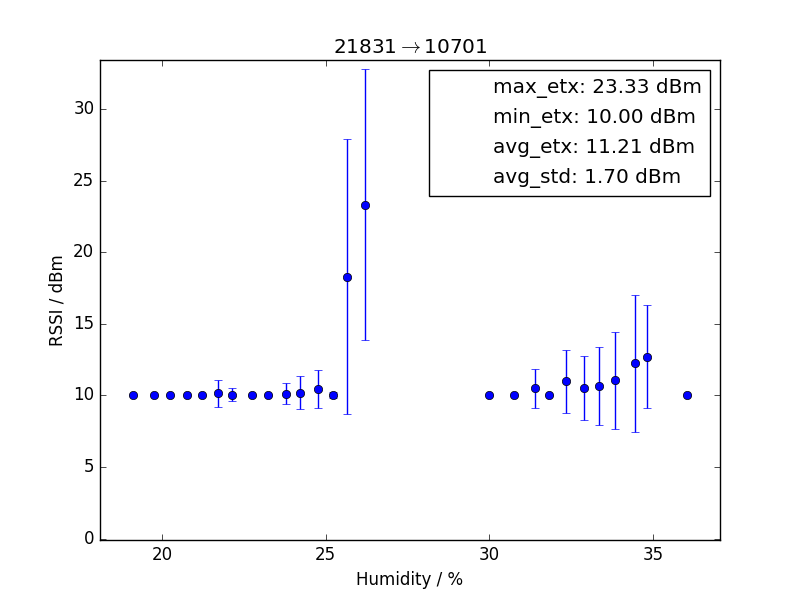 21831→10701
max_etx: 23.33 dBm
min_etx: 10.00 dBm
avg_etx: 11.21 dBm
avg_std: 1.70 dBm
RSSI / dBm
30
25
20
15
10
5
0
20 25 30 35
Humidity / %